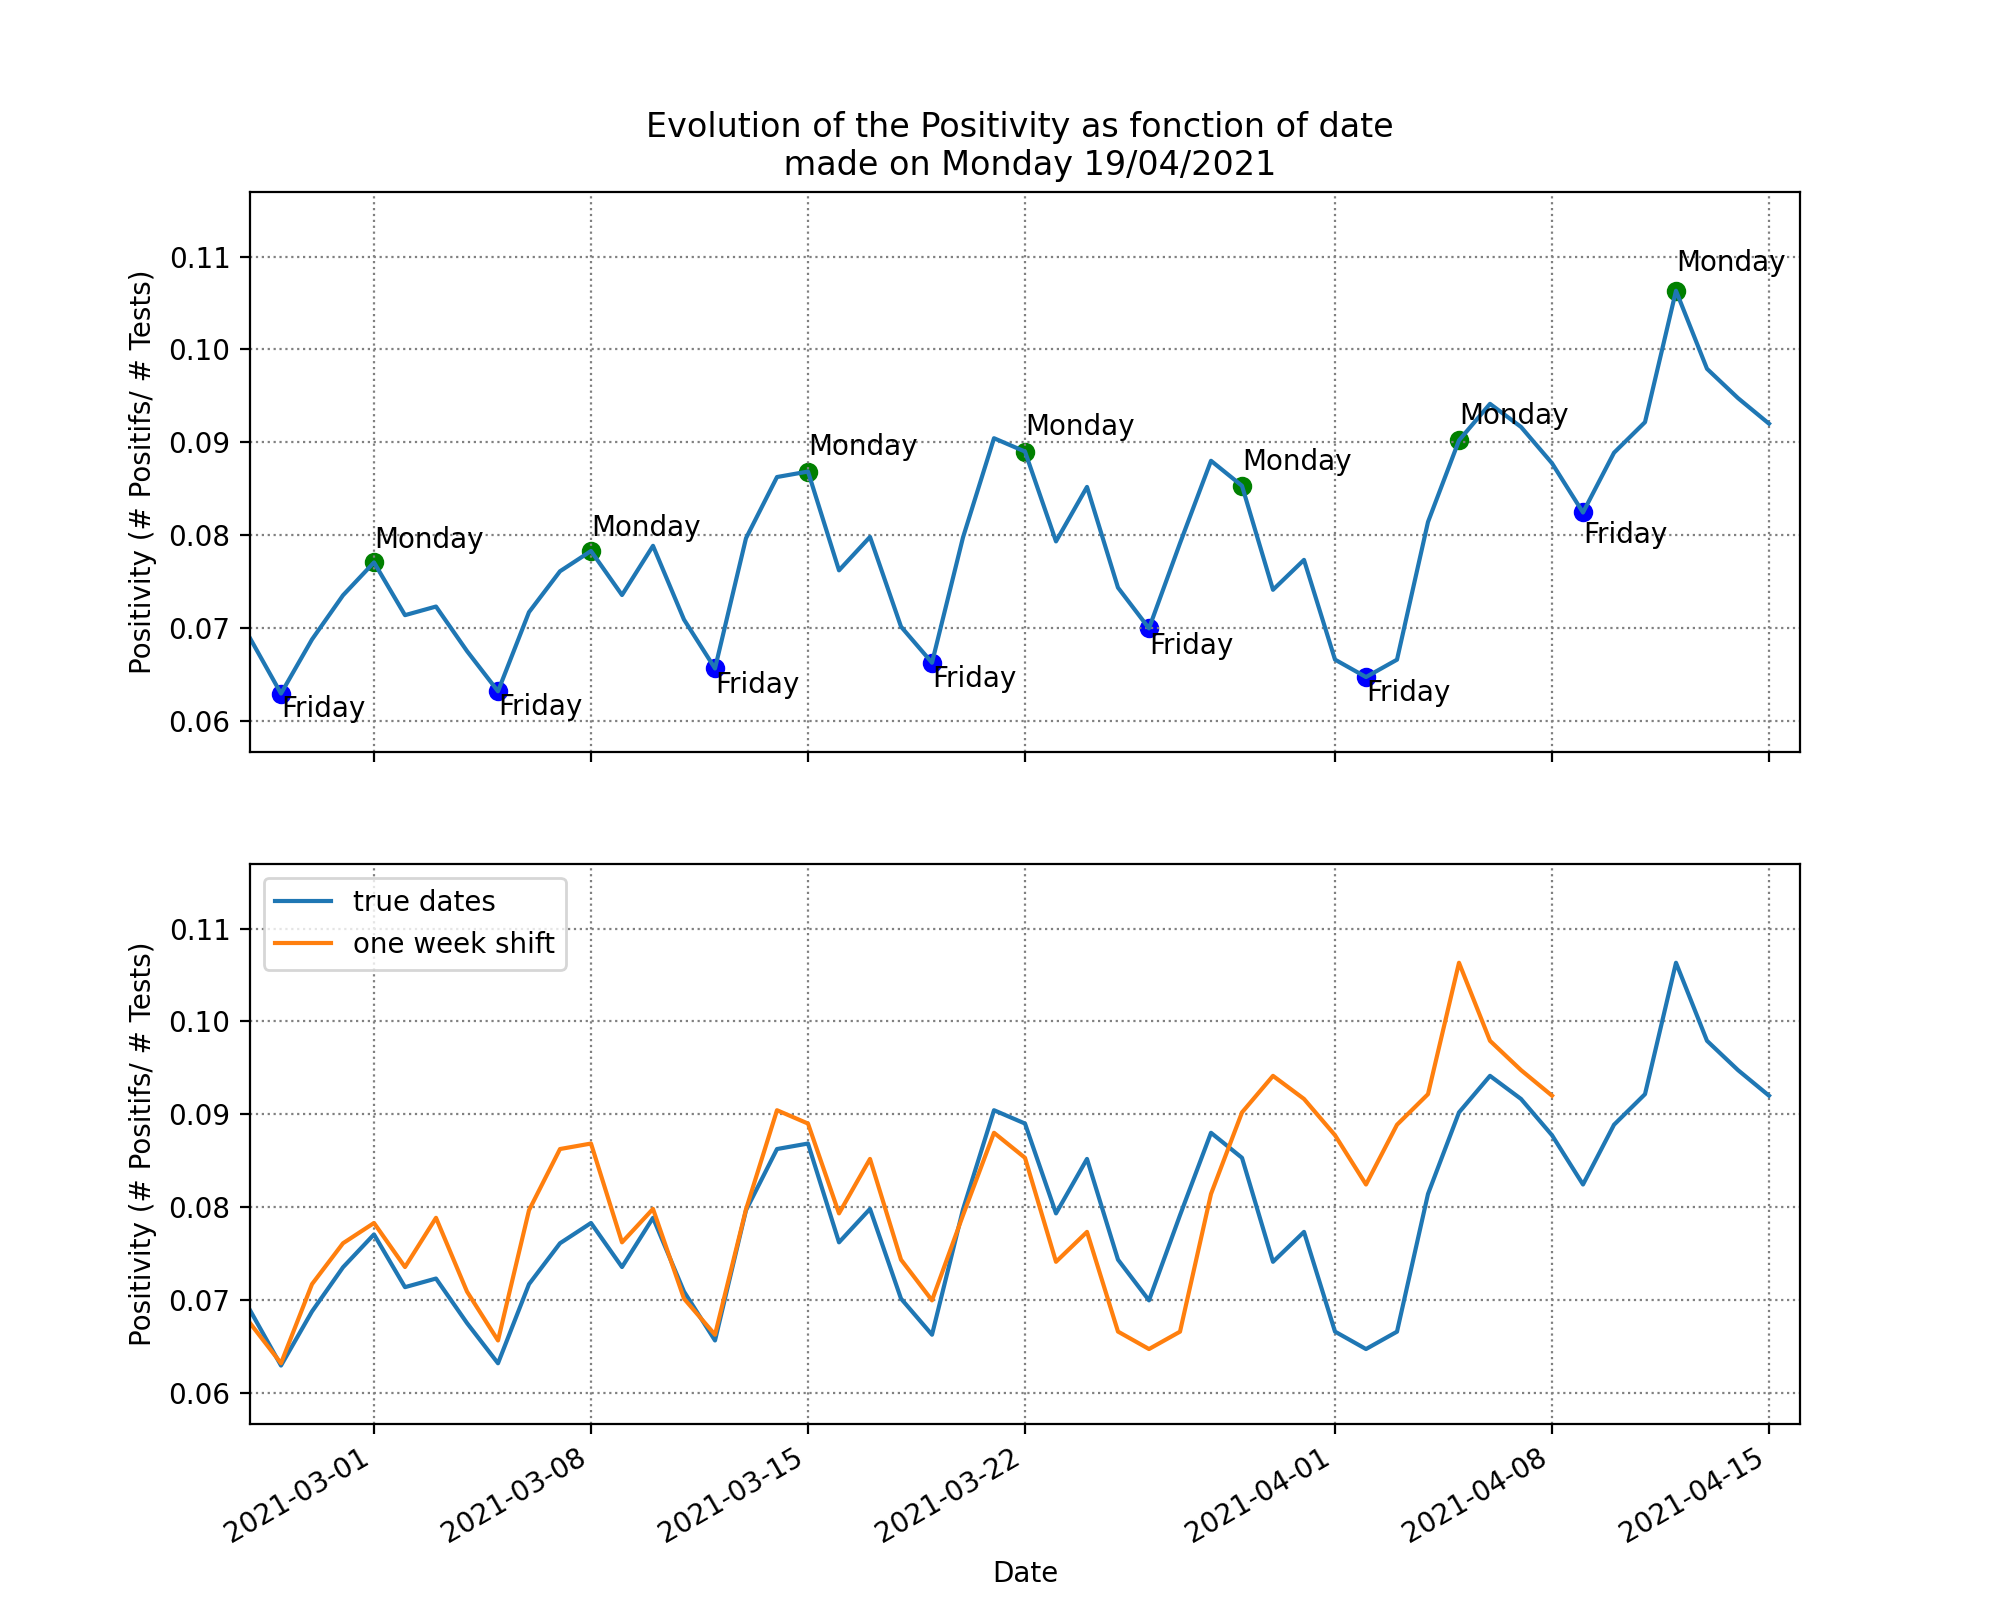 Evolution of the Positivity as fonction of date
made on Monday 19/04/2021
Positivity (# Positifs/ # Tests)
0.11
0.10
0.09
0.08
0.07
0.06
Monday
Monday
Monday
Monday
Monday
Monday
Monday
Friday
Friday
Friday
Friday
Friday
Friday
Friday
Positivity (# Positifs/ # Tests)
0.11
0.10
0.09
0.08
0.07
0.06
true dates
one week shift
2021-03-01
2021-03-08
2021-03-15
2021-03-22
2021-04-01
2021-04-08
2021-04-15
Date